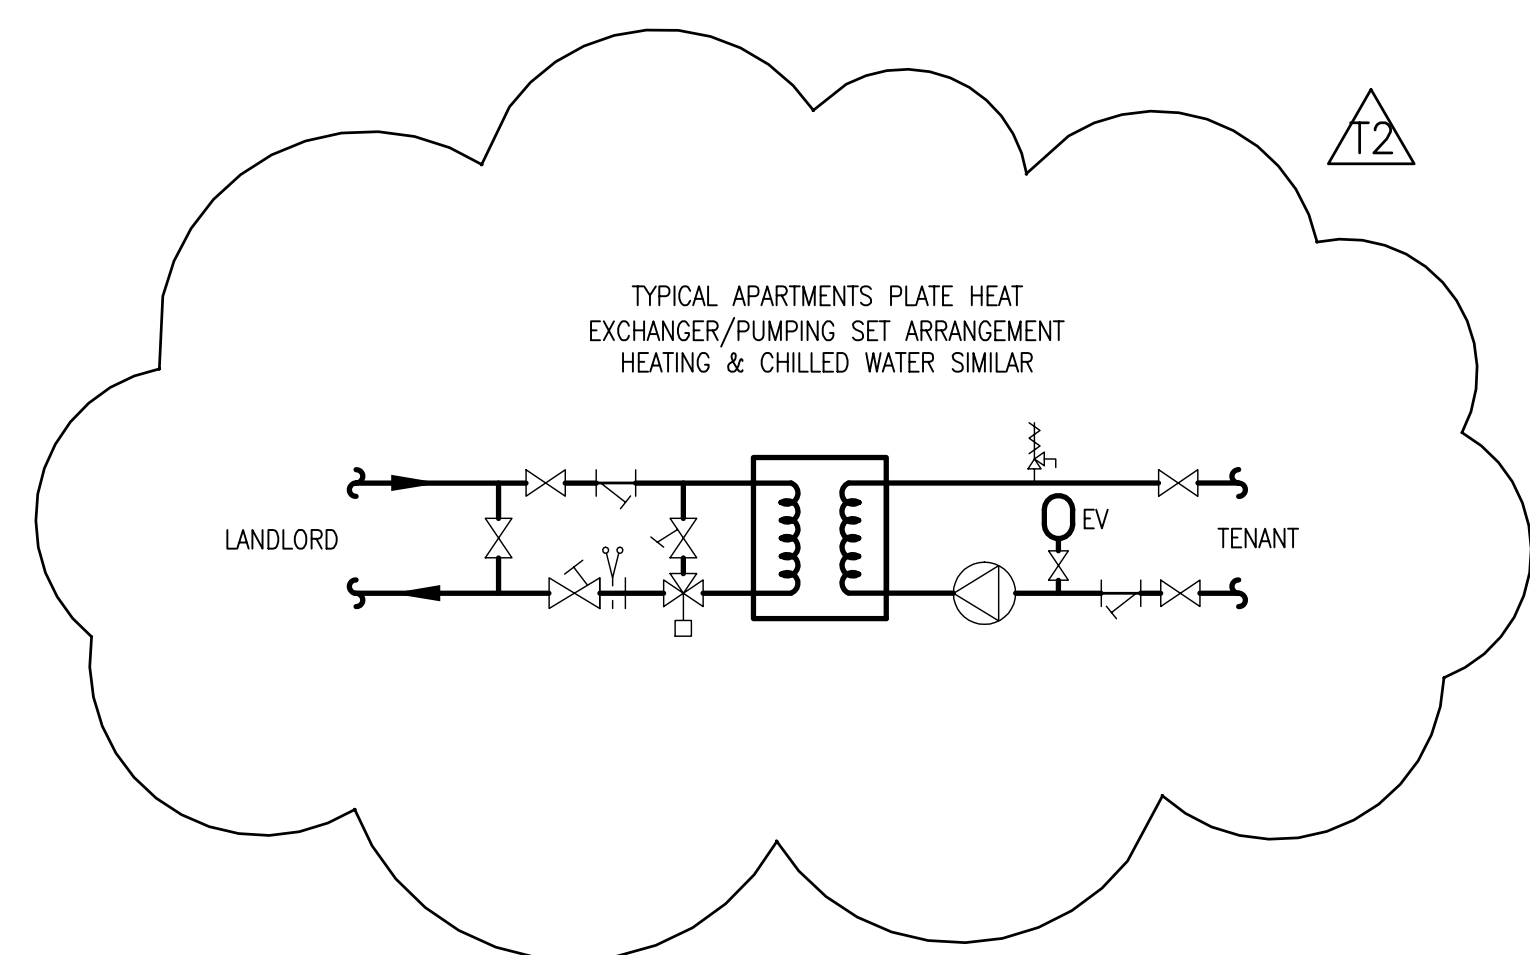 T2
TYPICAL APARTMENTS PLATE HEAT
EXCHANGER/PUMPING SET ARRANGEMENT
HEATING & CHILLED WATER SIMILAR
EV
LANDLORD
TENANT